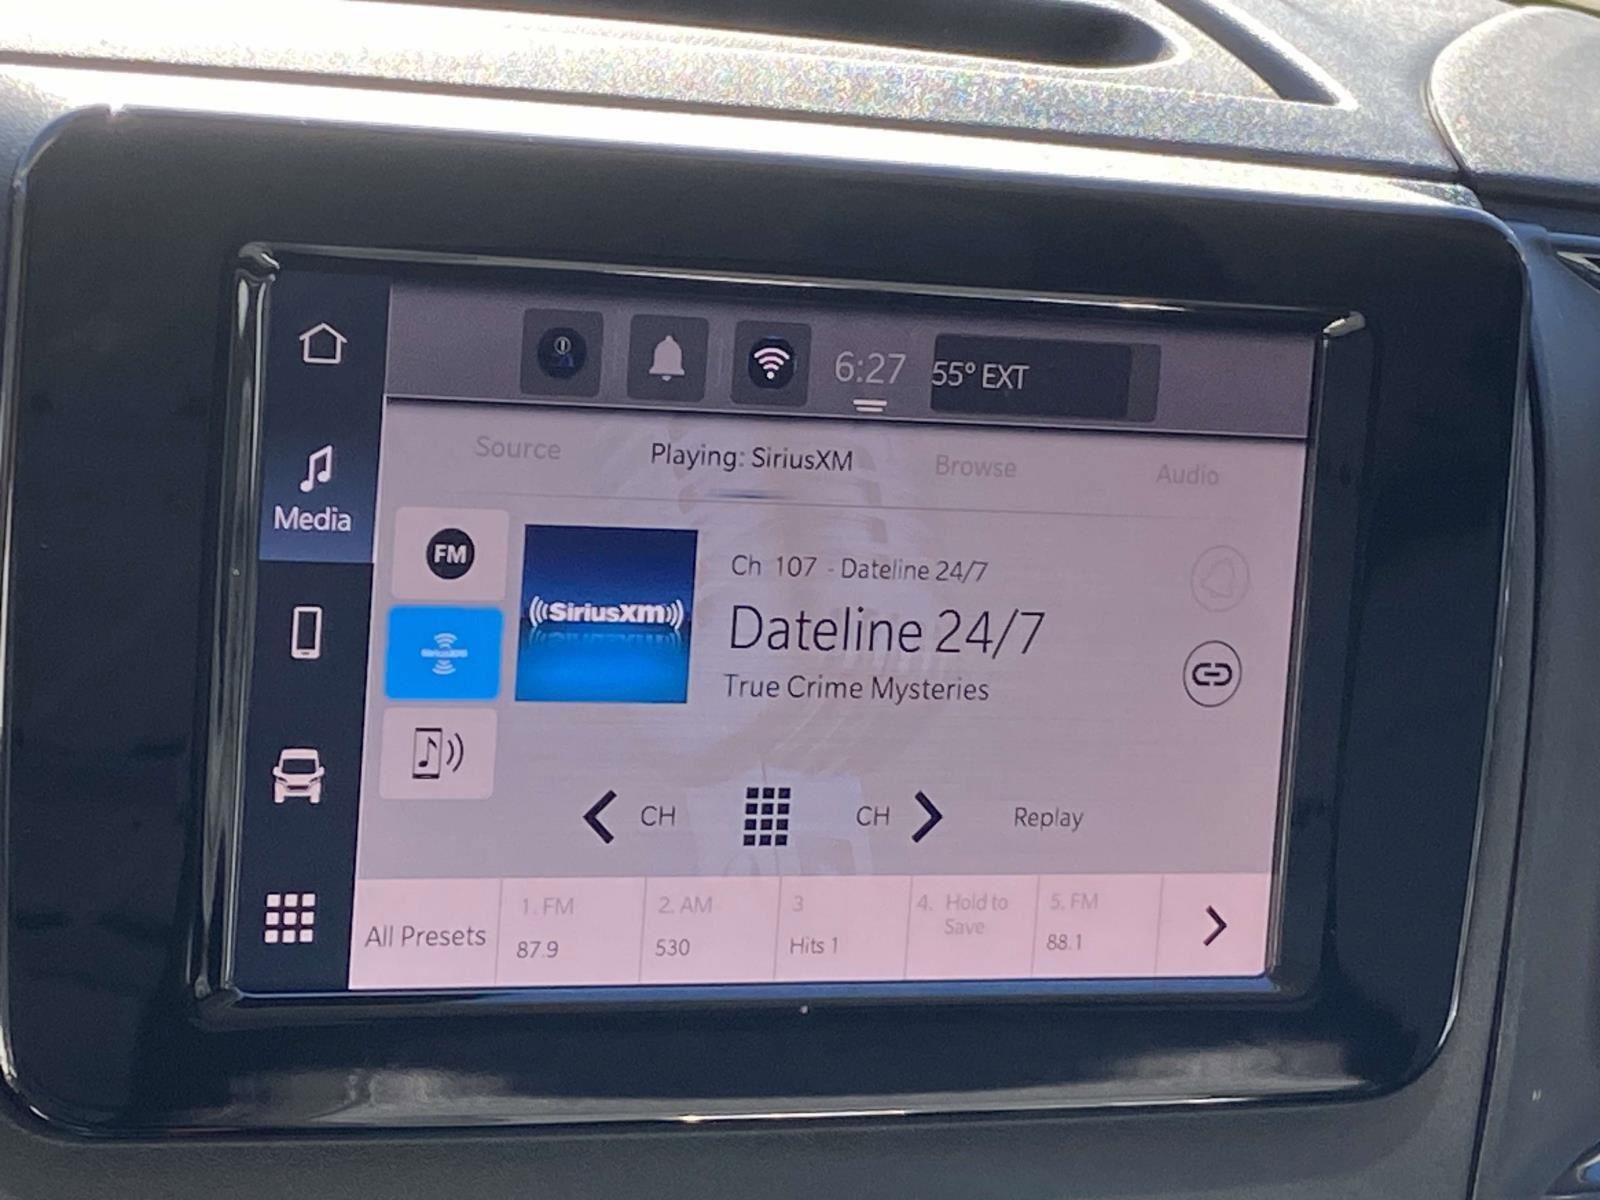 6:27
55° EXT
Source
Playing: SiriusXM
Browse
Audio
Media
FM
((SiriusXM))
Ch 107 - Dateline 24/7
Dateline 24/7
True Crime Mysteries
CH
CH
Replay
All Presets
1. FM
87.9
2. AM
530
3
Hits 1
4. Hold to
Save
5. FM
88.1